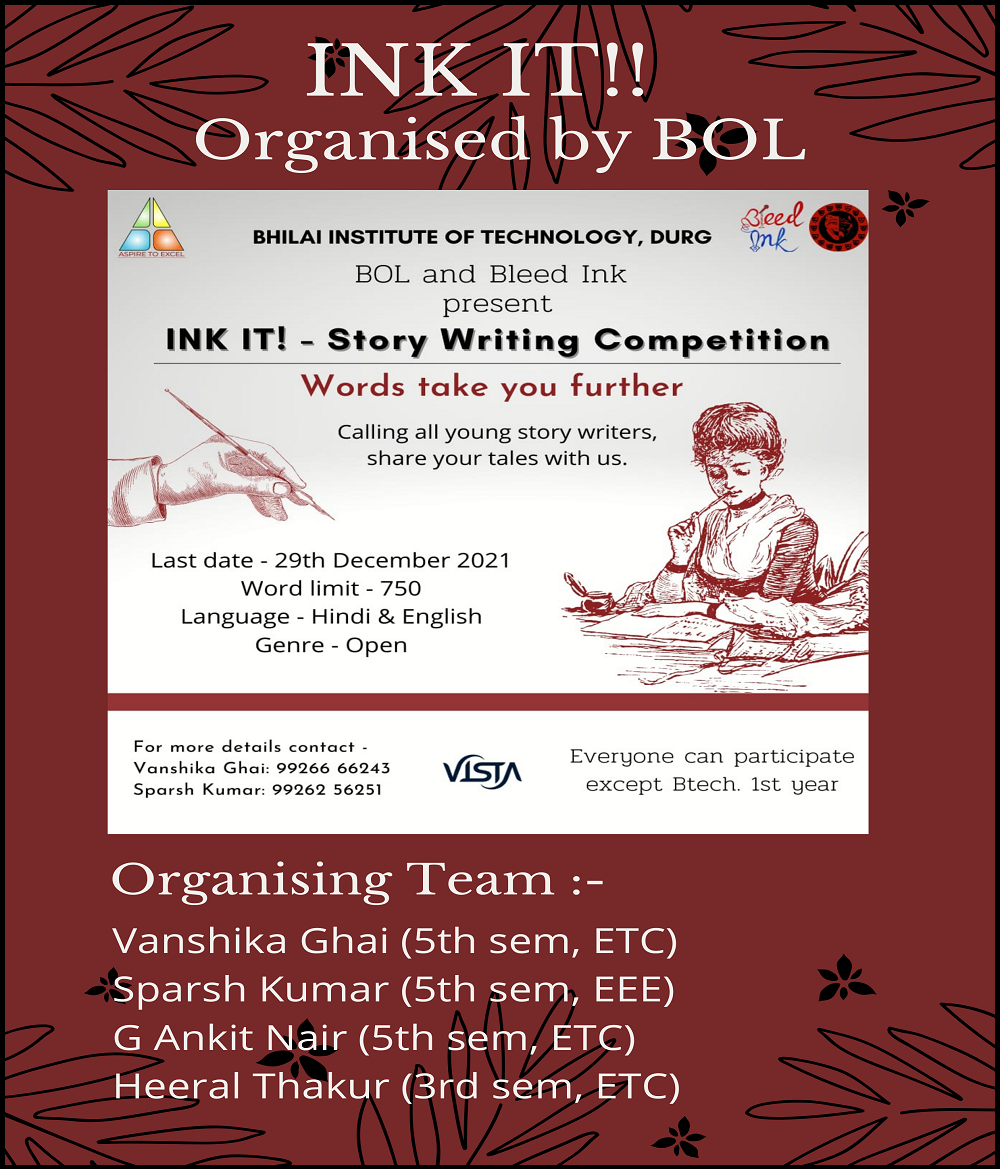 INK IT!!
Organised by BOL
ASPIRE TO EXCEL
BHILAI INSTITUTE OF TECHNOLOGY, DURG
Bleed
Ink
BOL and Bleed Ink
present
INK IT! - Story Writing Competition
Words take you further
Calling all young story writers,
share your tales with us.
Last date - 29th December 2021
Word limit - 750
Language - Hindi & English
Genre - Open
For more details contact -
Vanshika Ghai: 99266 66243
Sparsh Kumar: 99262 56251
VISTA
Everyone can participate
except Btech. 1st year
Organising Team :-
Vanshika Ghai (5th sem, ETC)
Sparsh Kumar (5th sem, EEE)
G Ankit Nair (5th sem, ETC)
Heeral Thakur (3rd sem, ETC)